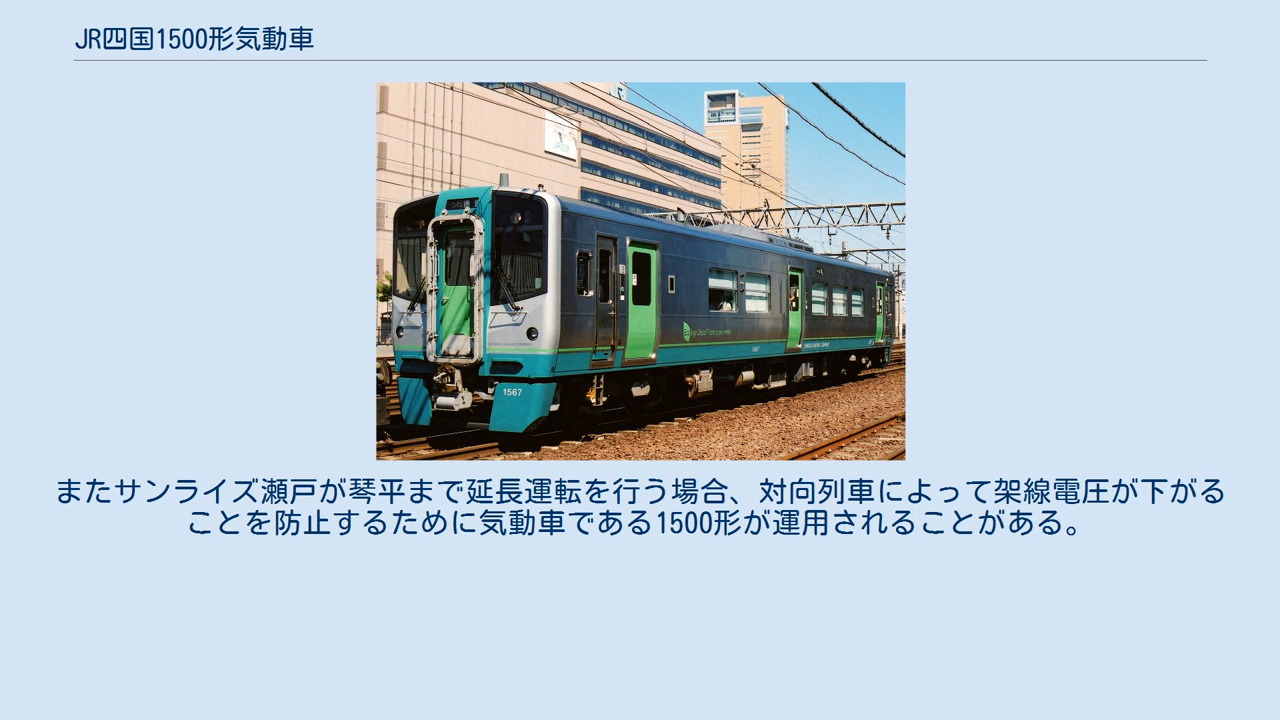 JR四国1500形気動車
1567
1567
またサンライズ瀬戸が琴平まで延長運転を行う場合、対向列車によって架線電圧が下がる
ことを防止するために気動車である1500形が運用されることがある。